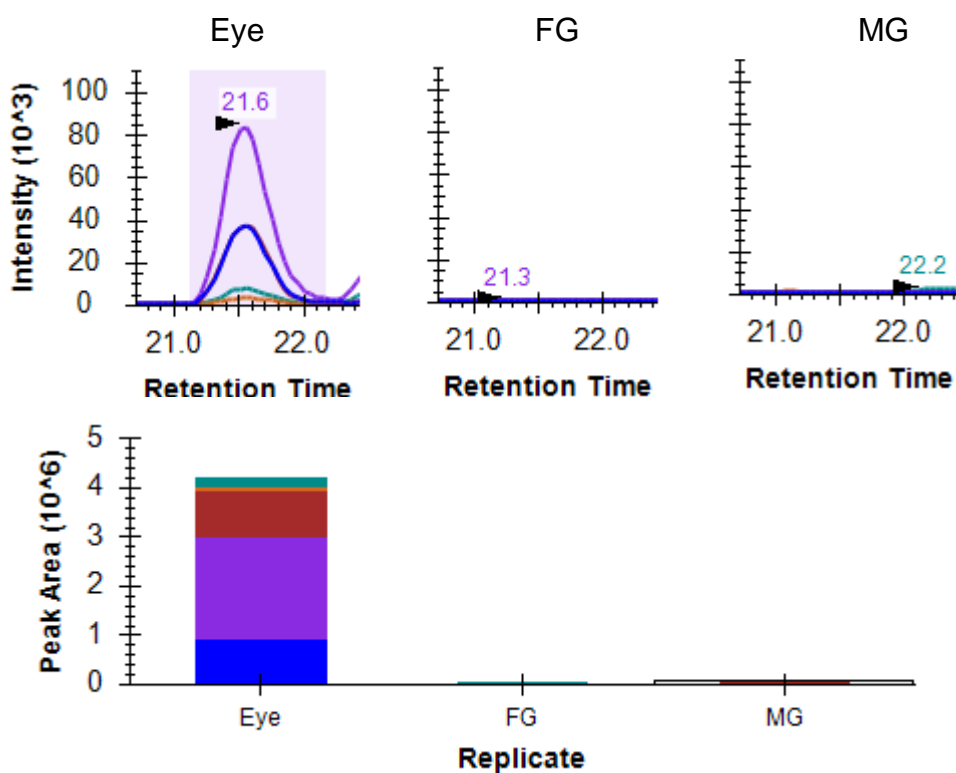 Eye FG MG
Intensity (10^3)
100
80
60
40
20
0
21.6
21.0 22.0
Retention Time
21.3
21.0 22.0
Retention Time
22.2
21.0 22.0
Retention Time
Peak Area (10^6)
5
4
3
2
1
0
Eye FG MG
Replicate